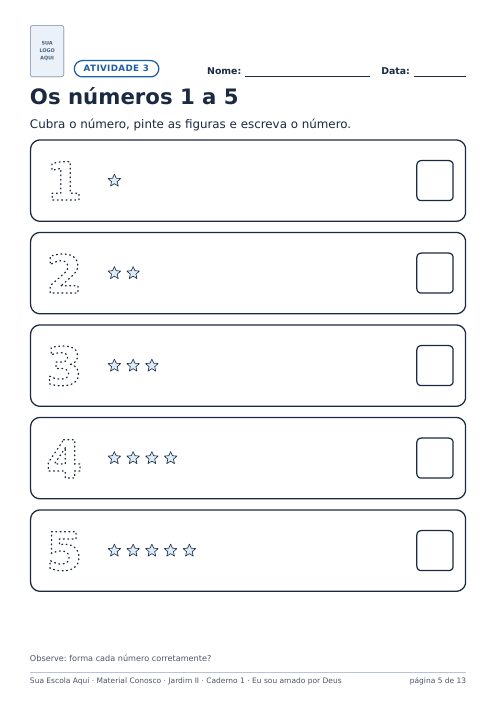 SUA
LOGO
AQUI
ATIVIDADE 3
Nome: Data:
Os números 1 a 5
Cubra o número, pinte as figuras e escreva o número.
1
2
3
4
5
Observe: forma cada número corretamente?
Sua Escola Aqui · Material Conosco · Jardim II · Caderno 1 · Eu sou amado por Deus página 5 de 13